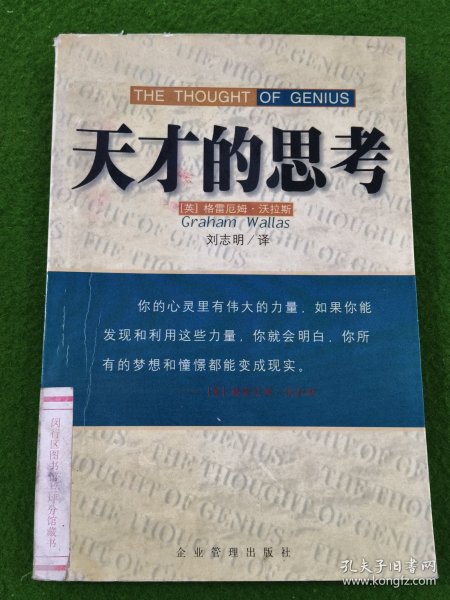 THE THOUGHT OF GENIUS
天才的思考
[英] 格雷厄姆·沃拉斯
Graham Wallas
刘志明/译
你的心灵里有伟大的力量，如果你能
发现和利用这些力量，你就会明白，你所
有的梦想和憧憬都能变成现实。
企业管理出版社
孔夫子旧书网
www.kongfz.com